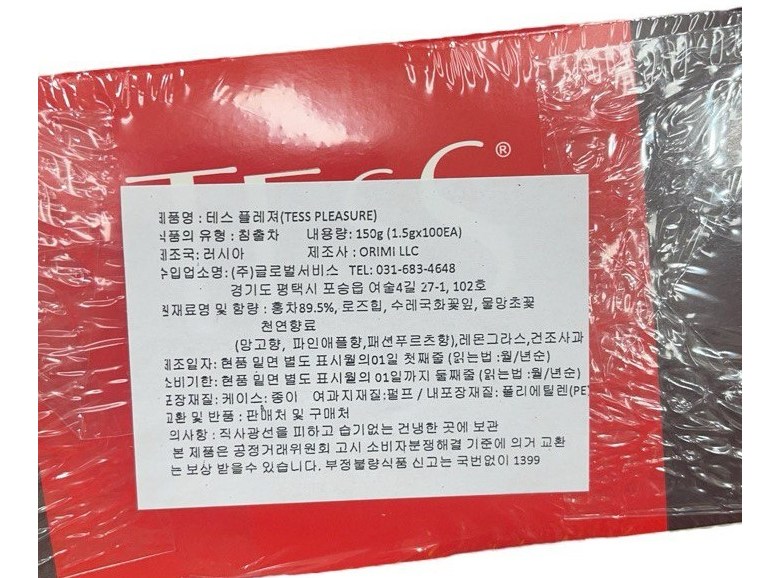 TESS®
제품명 : 테스 플레져(TESS PLEASURE)
식품의 유형 : 침출차 내용량: 150g (1.5gx100EA)
제조국: 러시아 제조사 : ORIMI LLC
수입업소명: (주)글로벌서비스 TEL: 031-683-4648
경기도 평택시 포승읍 여술4길 27-1, 102호
원재료명 및 함량 : 홍차89.5%, 로즈힙, 수레국화꽃잎, 물망초꽃
천연향료
(망고향, 파인애플향,패션푸르츠향),레몬그라스,건조사과
제조일자: 현품 밑면 별도 표시월의01일 첫째줄 (읽는법 :월/년순)
소비기한: 현품 밑면 별도 표시월의 01일까지 둘째줄 (읽는법 :월/년순)
포장재질: 케이스: 종이 여과지재질:펄프 / 내포장재질: 폴리에틸렌(PE
교환 및 반품 : 판매처 및 구매처
의사항 : 직사광선을 피하고 습기없는 건냉한 곳에 보관
본 제품은 공정거래위원회 고시 소비자분쟁해결 기준에 의거 교환
는 보상 받을수 있습니다. 부정불량식품 신고는 국번없이 1399